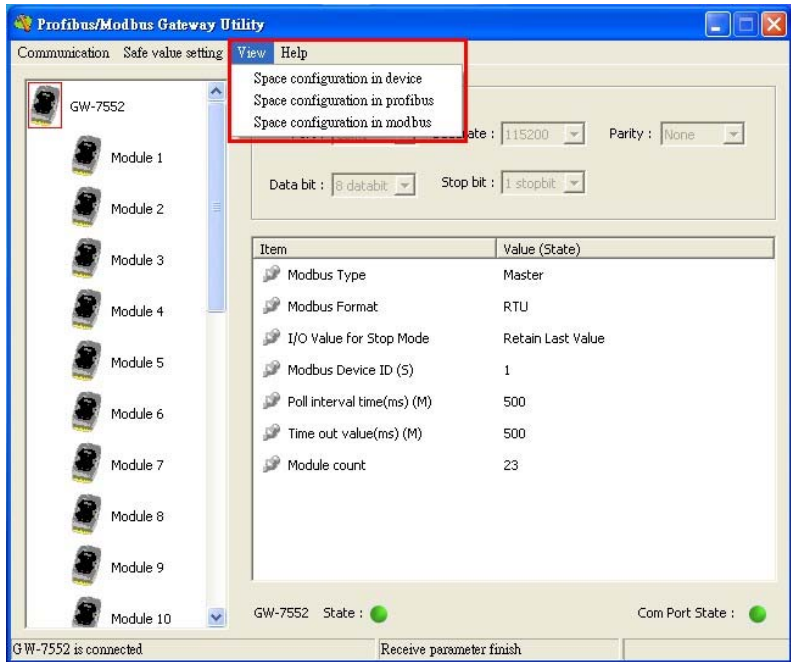 Profibus/Modbus Gateway Utility
Communication Safe value setting View Help
Space configuration in device
Space configuration in profibus
Space configuration in modbus
GW-7552
Module 1
Module 2
Module 3
Module 4
Module 5
Module 6
Module 7
Module 8
Module 9
Module 10
115200
Parity : None
Data bit : 8 databit
Stop bit : 1 stopbit
Item Value (State)
Modbus Type Master
Modbus Format RTU
I/O Value for Stop Mode Retain Last Value
Modbus Device ID (S) 1
Poll interval time(ms) (M) 500
Time out value(ms) (M) 500
Module count 23
GW-7552 State :
Com Port State :
GW-7552 is connected
Receive parameter finish